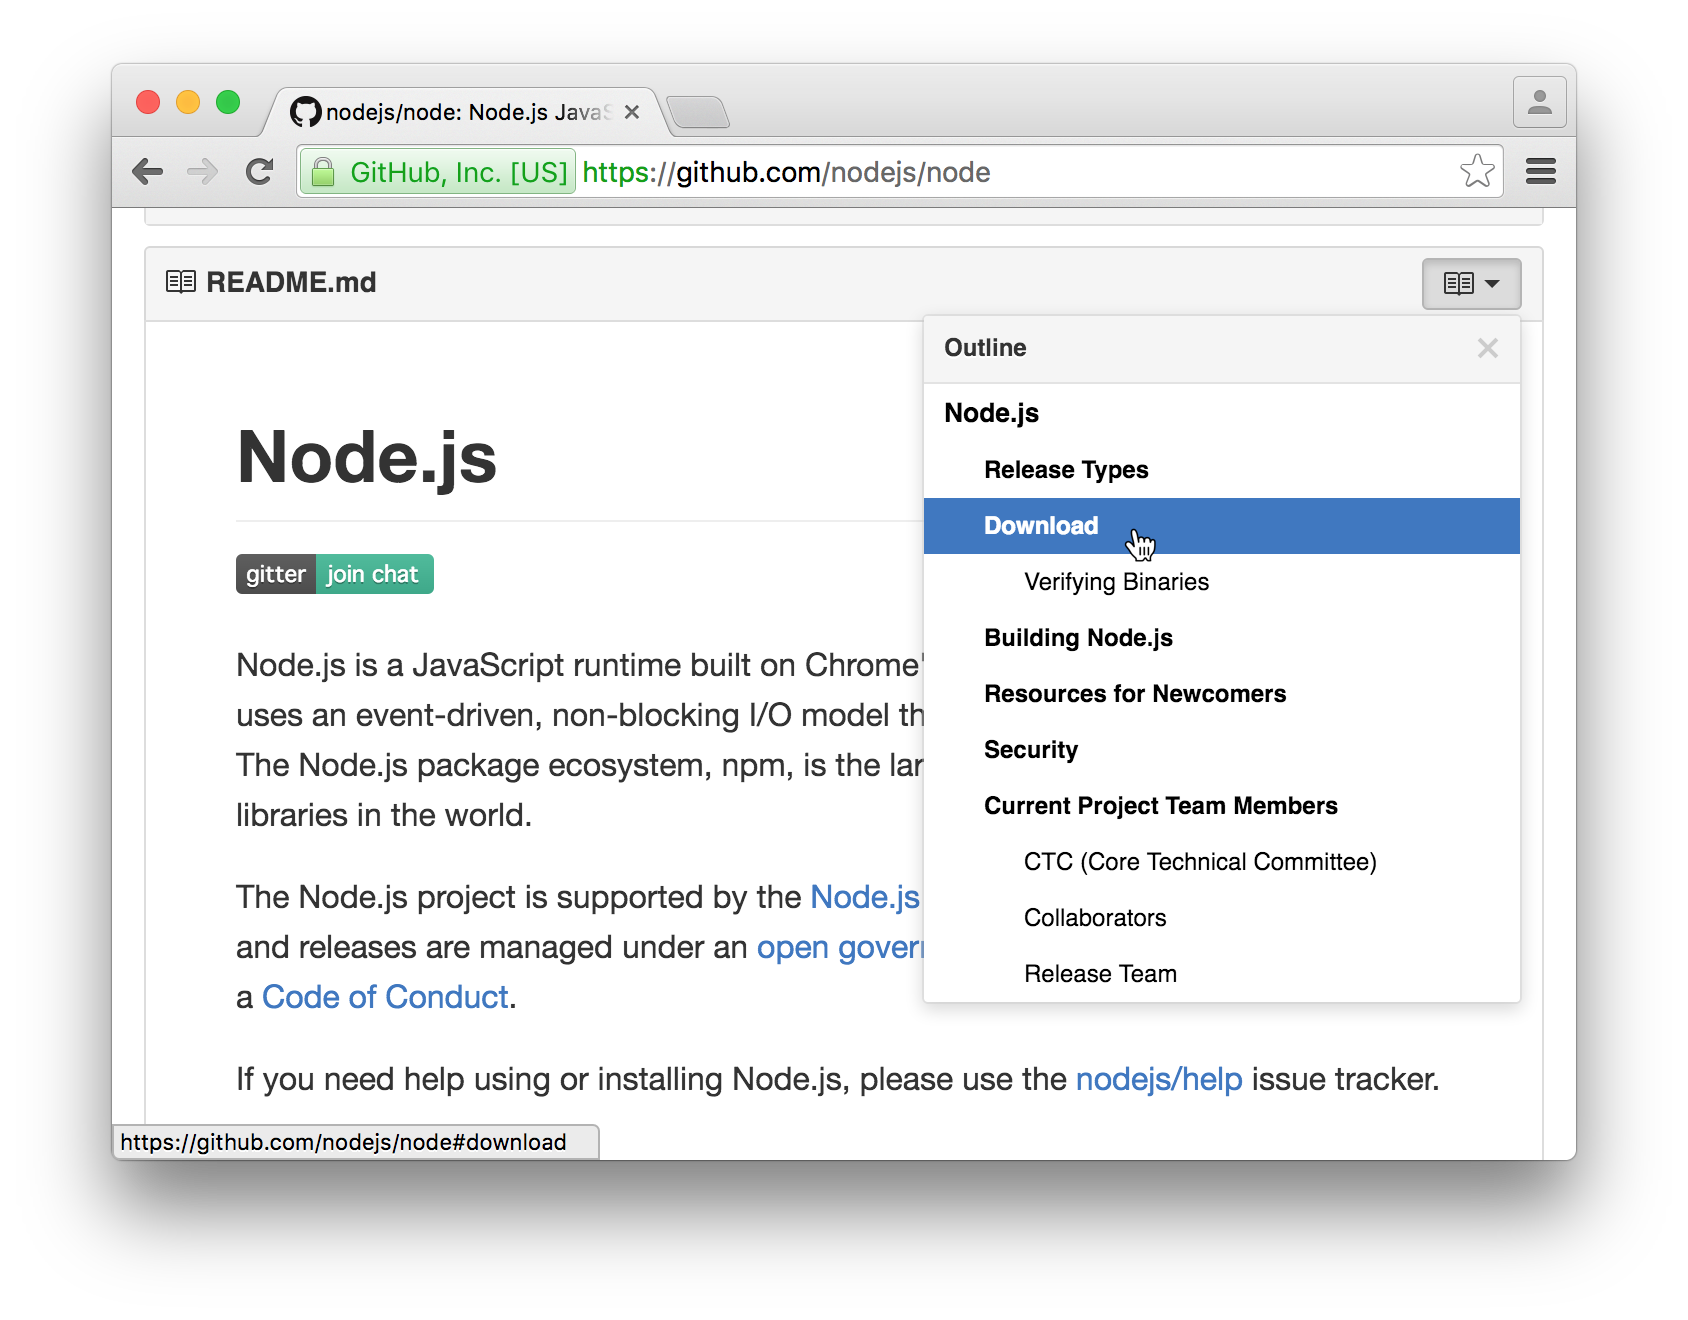 nodejs/node: Node.js Java
GitHub, Inc. [US] https://github.com/nodejs/node
README.md
Outline
Node.js
Release Types
Download
Verifying Binaries
Building Node.js
Resources for Newcomers
Security
Current Project Team Members
CTC (Core Technical Committee)
Collaborators
Release Team
Node.js
gitter join chat
Node.js is a JavaScript runtime built on Chrome'
uses an event-driven, non-blocking I/O model th
The Node.js package ecosystem, npm, is the lar
libraries in the world.
The Node.js project is supported by the Node.js
and releases are managed under an open gover
a Code of Conduct.
If you need help using or installing Node.js, please use the nodejs/help issue tracker.
https://github.com/nodejs/node#download